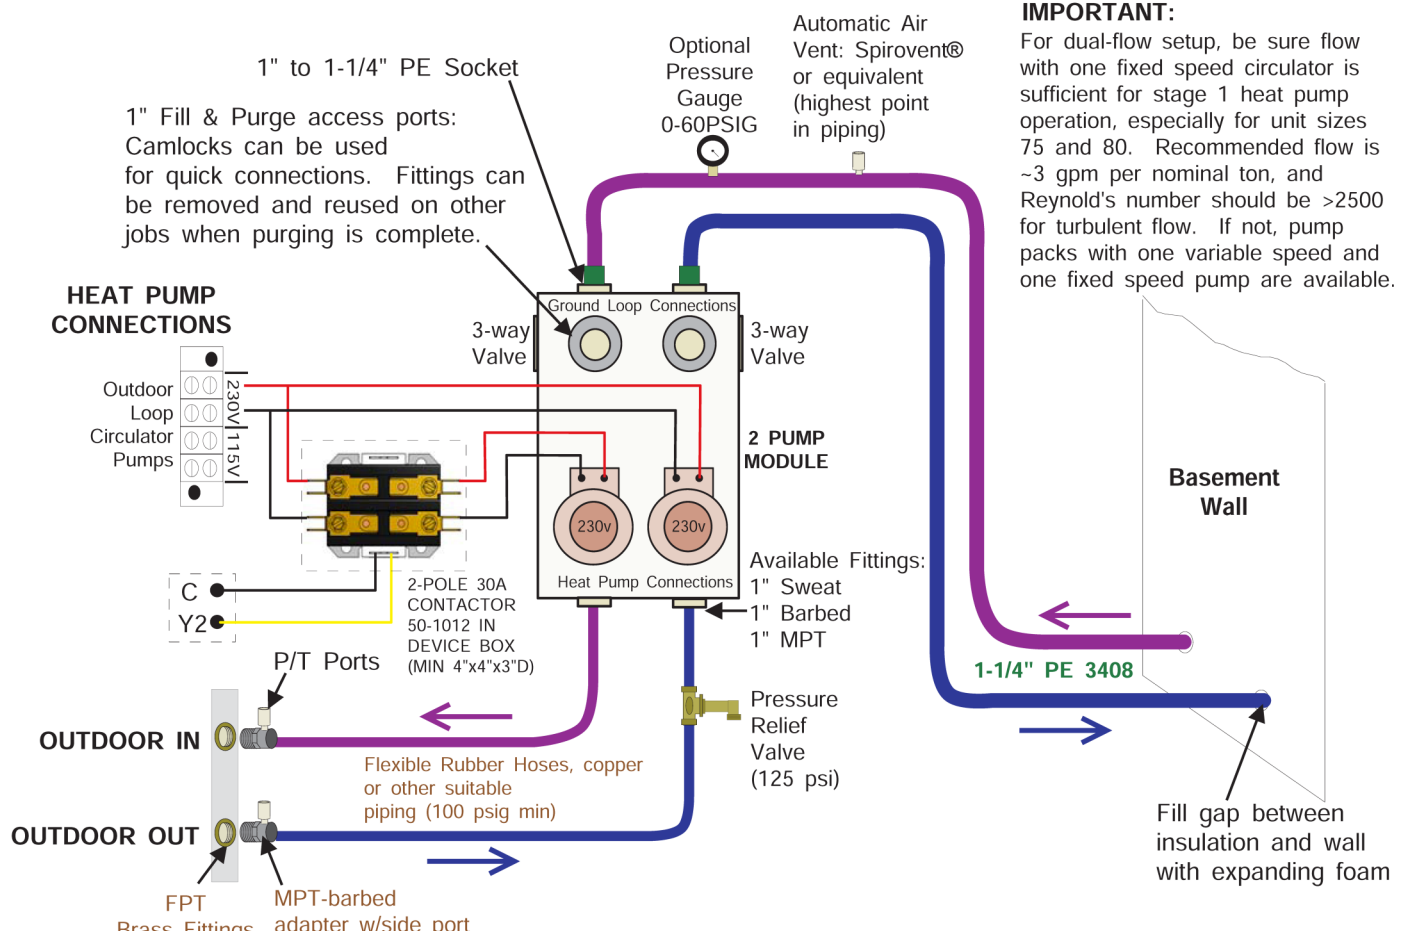 IMPORTANT:
For dual-flow setup, be sure flow
with one fixed speed circulator is
sufficient for stage 1 heat pump
operation, especially for unit sizes
75 and 80. Recommended flow is
~3 gpm per nominal ton, and
Reynold's number should be >2500
for turbulent flow. If not, pump
packs with one variable speed and
one fixed speed pump are available.
Automatic Air
Vent: Spirovent®
or equivalent
(highest point
in piping)
Optional
Pressure
Gauge
0-60PSIG
1" to 1-1/4" PE Socket
1" Fill & Purge access ports:
Camlocks can be used
for quick connections. Fittings can
be removed and reused on other
jobs when purging is complete.
HEAT PUMP
CONNECTIONS
Ground Loop Connections
3-way
Valve
3-way
Valve
Outdoor
Loop
Circulator
Pumps
230V
115V
2 PUMP
MODULE
Basement
Wall
230v
230v
Heat Pump Connections
Available Fittings:
1" Sweat
1" Barbed
1" MPT
C
Y2
2-POLE 30A
CONTACTOR
50-1012 IN
DEVICE BOX
(MIN 4"x4"x3"D)
P/T Ports
1-1/4" PE 3408
Pressure
Relief
Valve
(125 psi)
OUTDOOR IN
Flexible Rubber Hoses, copper
or other suitable
piping (100 psig min)
OUTDOOR OUT
Fill gap between
insulation and wall
with expanding foam
FPT
Brass Fittings
MPT-barbed
adapter w/side port